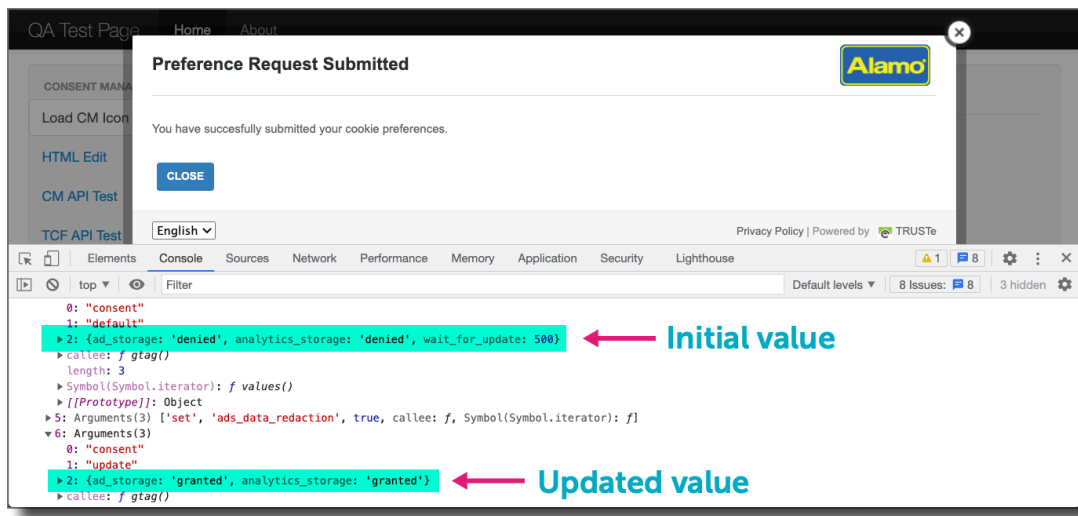 QA Test Page Home About
Preference Request Submitted
Alamo
CONSENT MANA
Load CM Icon
You have succesfully submitted your cookie preferences.
HTML Edit
CLOSE
CM API Test
English
Privacy Policy | Powered by TRUSTe
TCF API Test
Elements Console Sources Network Performance Memory Application Security Lighthouse 1 8
top Filter Default levels 8 Issues: 8 3 hidden
0: "consent"
1: "default"
2: {ad_storage: 'denied', analytics_storage: 'denied', wait_for_update: 500}
Initial value
callee: ƒ gtag()
length: 3
Symbol(Symbol.iterator): ƒ values()
[[Prototype]]: Object
5: Arguments(3) ['set', 'ads_data_redaction', true, callee: ƒ, Symbol(Symbol.iterator): ƒ]
6: Arguments(3)
0: "consent"
1: "update"
2: {ad_storage: 'granted', analytics_storage: 'granted'}
Updated value
callee: ƒ gtag()